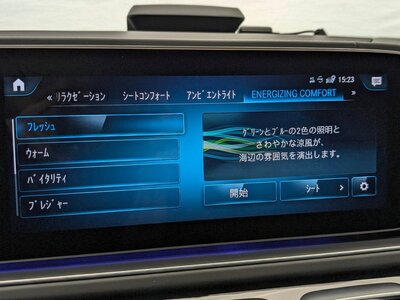 15:23
« リラクゼーション シートコンフォート アンビエントライト ENERGIZING COMFORT »
フレッシュ
ウォーム
バイタリティ
プレジャー
グリーンとブルーの2色の照明と
さわやかな涼風が、
海辺の雰囲気を演出します。
開始 シート >